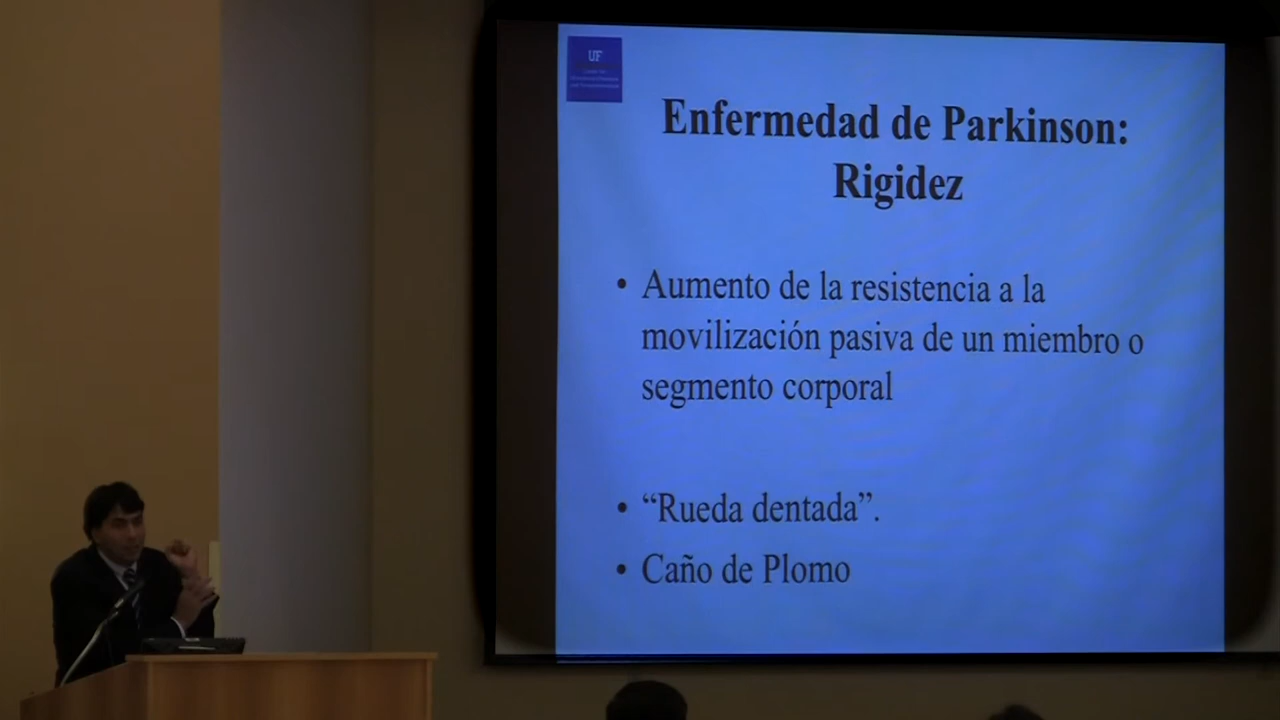 UF
Enfermedad de Parkinson:
Rigidez
• Aumento de la resistencia a la
movilización pasiva de un miembro o
segmento corporal
• “Rueda dentada”.
• Caño de Plomo